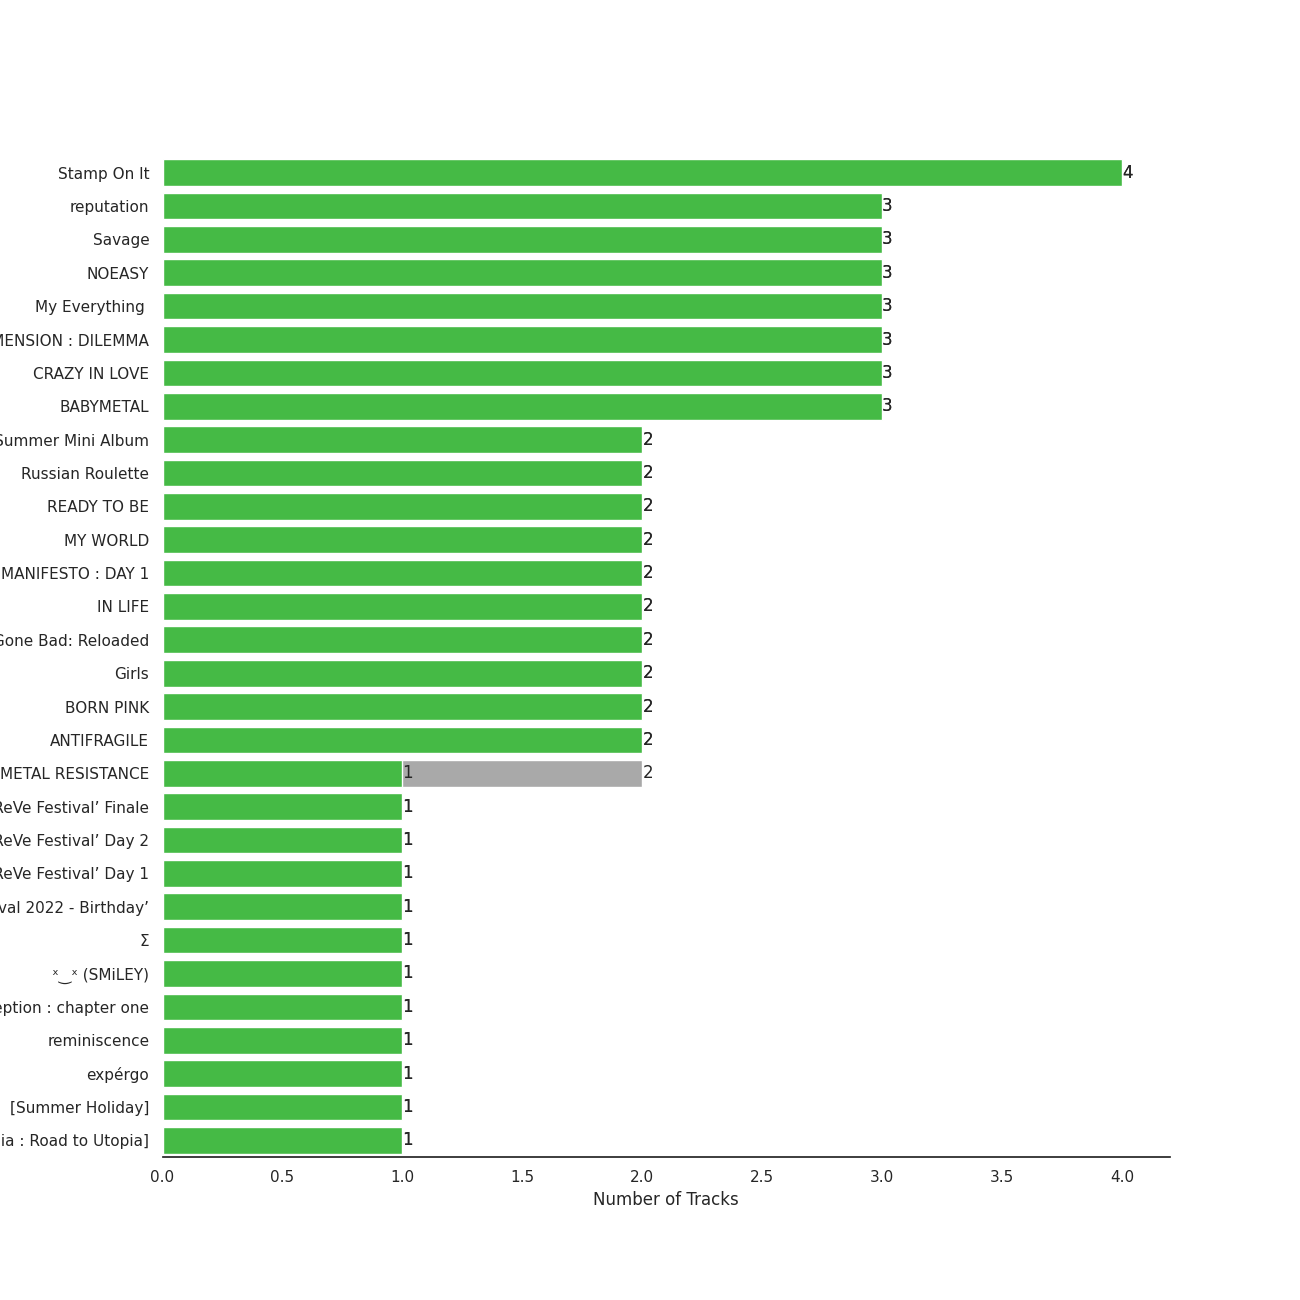 Stamp On It 4
reputation 3
Savage 3
NOEASY 3
My Everything 3
: DILEMMA 3
CRAZY IN LOVE 3
BABYMETAL 3
Summer Mini Album 2
Russian Roulette 2
READY TO BE 2
MY WORLD 2
MANIFESTO : DAY 1 2
IN LIFE 2
Gone Bad: Reloaded 2
Girls 2
BORN PINK 2
ANTIFRAGILE 2
METAL RESISTANCE 1 2
ReVe Festival’ Finale 1
ReVe Festival’ Day 2 1
ReVe Festival’ Day 1 1
2022 - Birthday’ 1
Σ 1
ˣ‿ˣ (SMiLEY) 1
: chapter one 1
reminiscence 1
expérgo 1
[Summer Holiday] 1
: Road to Utopia] 1
0.0 0.5 1.0 1.5 2.0 2.5 3.0 3.5 4.0
Number of Tracks